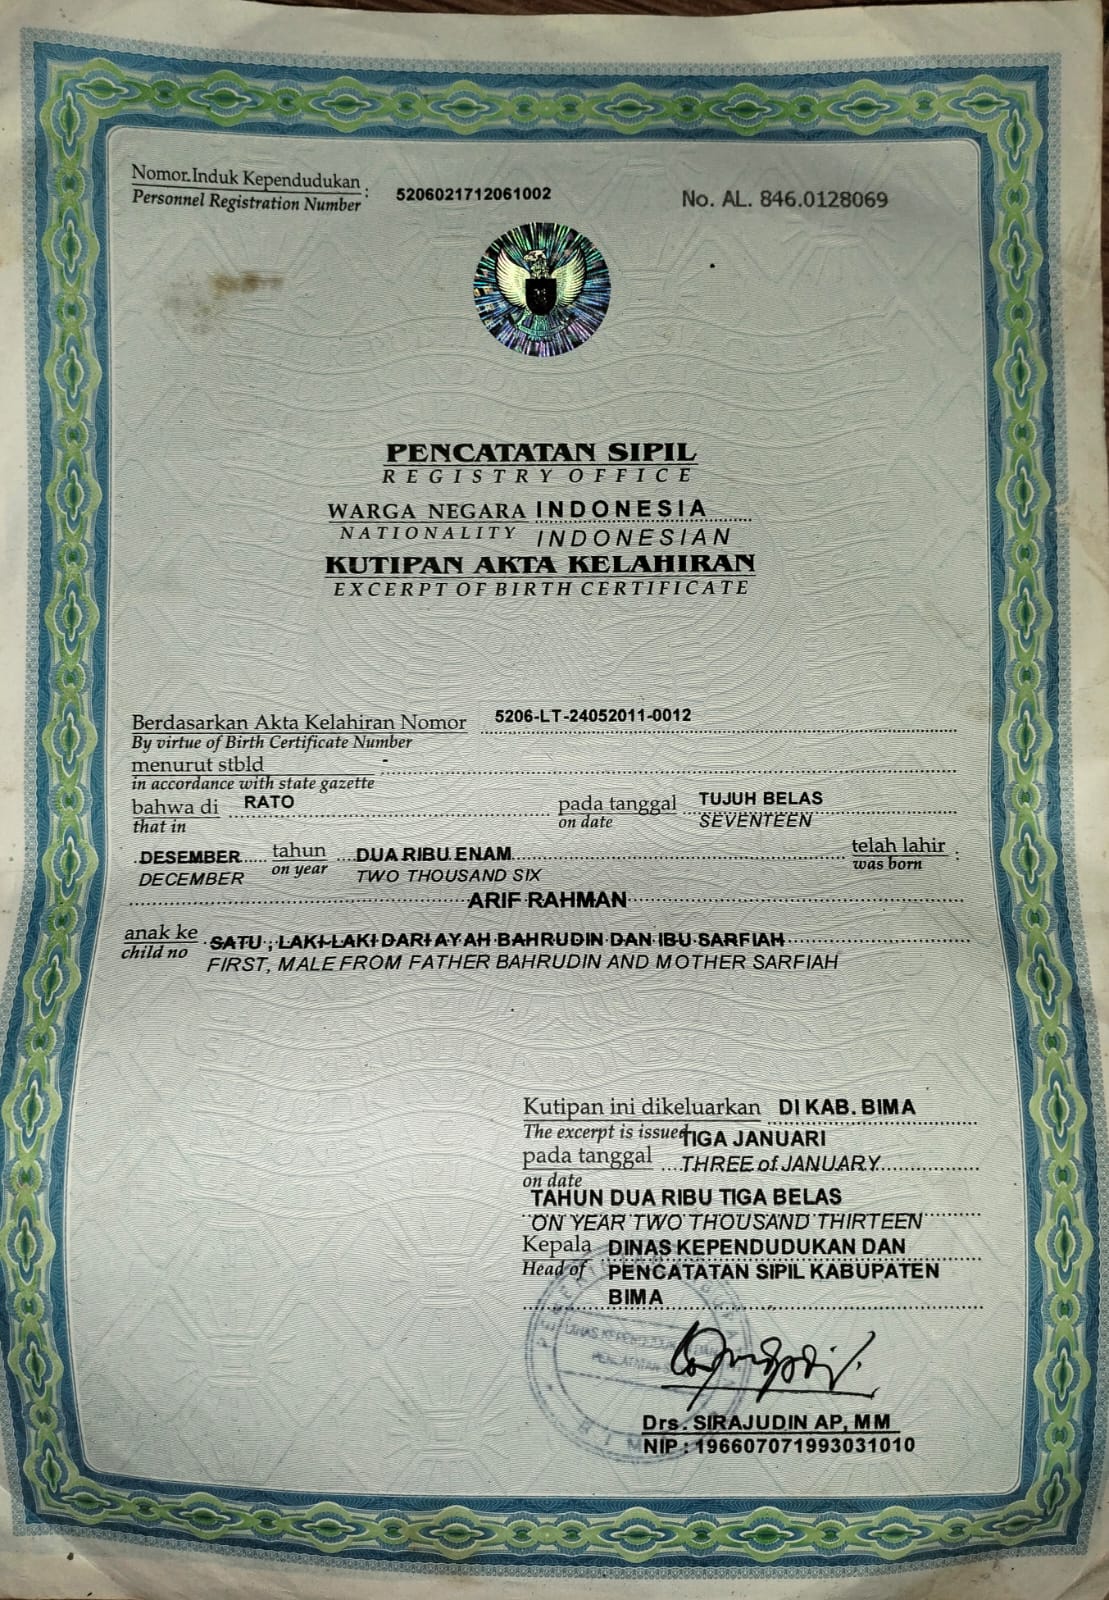 Nomor Induk Kependudukan : 5206021712061002
Personnel Registration Number
No. AL. 846.0128069
PENCATATAN SIPIL
REGISTRY OFFICE
WARGA NEGARA INDONESIA
NATIONALITY INDONESIAN
KUTIPAN AKTA KELAHIRAN
EXCERPT OF BIRTH CERTIFICATE
Berdasarkan Akta Kelahiran Nomor 5206-LT-24052011-0012
By virtue of Birth Certificate Number
menurut stbld -
in accordance with state gazette
bahwa di RATO pada tanggal TUJUH BELAS
that in on date SEVENTEEN
DESEMBER tahun DUA RIBU ENAM telah lahir :
DECEMBER on year TWO THOUSAND SIX was born
ARIF RAHMAN
anak ke SATU ; LAKI-LAKI DARI AYAH BAHRUDIN DAN IBU SARFIAH
child no FIRST, MALE FROM FATHER BAHRUDIN AND MOTHER SARFIAH
Kutipan ini dikeluarkan DI KAB. BIMA
The excerpt is issued TIGA JANUARI
pada tanggal THREE of JANUARY
on date
TAHUN DUA RIBU TIGA BELAS
ON YEAR TWO THOUSAND THIRTEEN
Kepala DINAS KEPENDUDUKAN DAN
Head of PENCATATAN SIPIL KABUPATEN
BIMA
Drs. SIRAJUDIN AP, MM
NIP : 196607071993031010